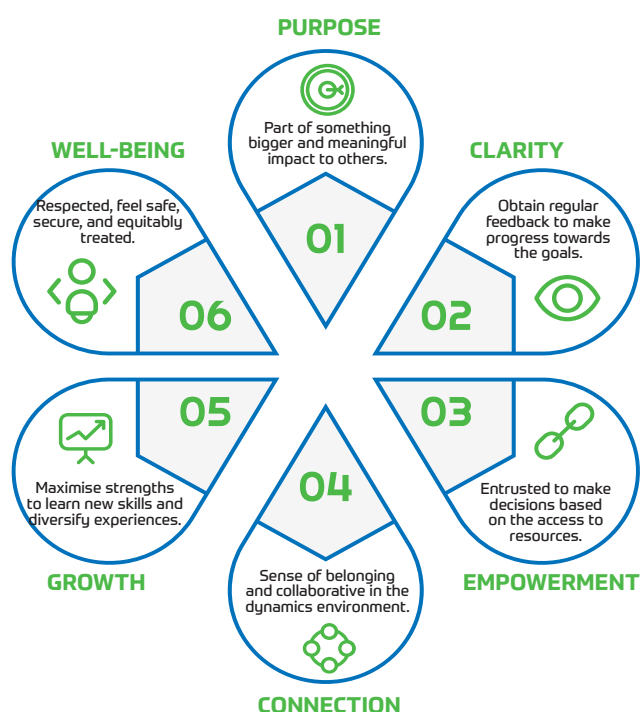 PURPOSE
Part of something
bigger and meaningful
impact to others.
01
CLARITY
Obtain regular
feedback to make
progress towards
the goals.
02
03
Entrusted to make
decisions based
on the access to
resources.
EMPOWERMENT
04
Sense of belonging
and collaborative in the
dynamics environment.
CONNECTION
05
Maximise strengths
to learn new skills and
diversify experiences.
GROWTH
WELL-BEING
Respected, feel safe,
secure, and equitably
treated.
06